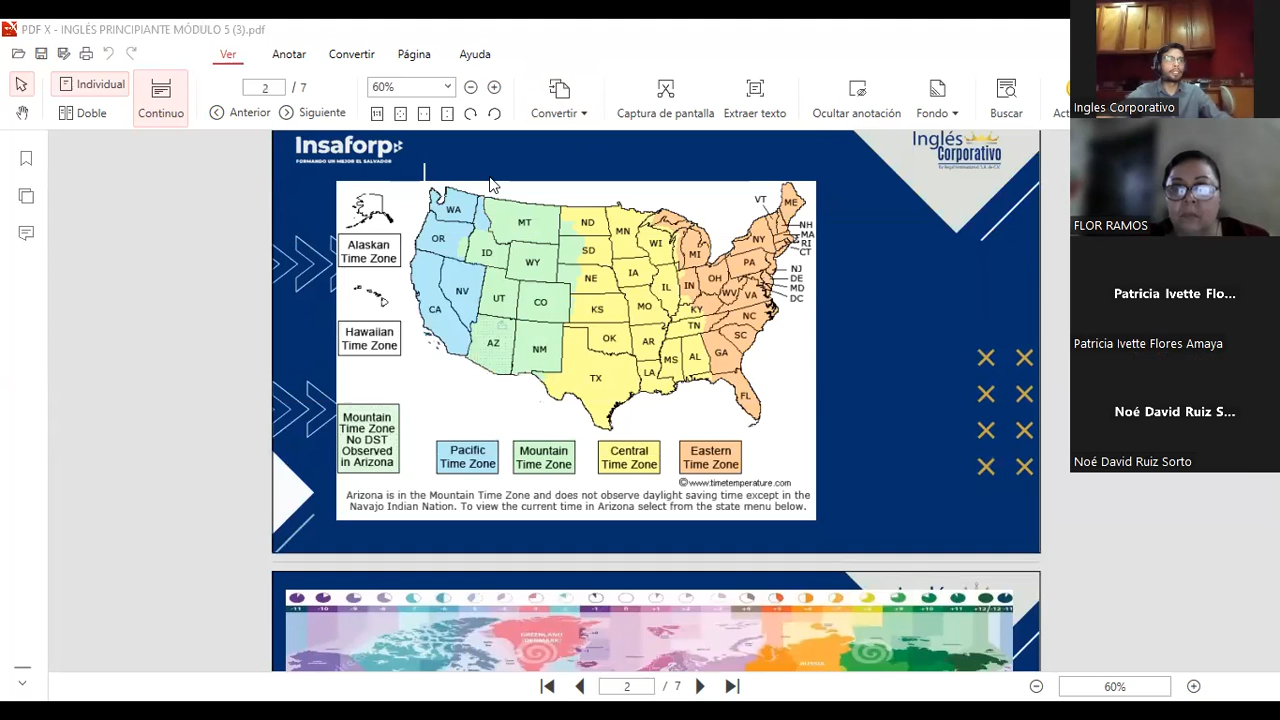 PDF X - INGLÉS PRINCIPIANTE MÓDULO 5 (3).pdf
Ver Anotar Convertir Página Ayuda
Individual
Doble
Continuo
2 / 7
Anterior Siguiente
60%
Convertir
Captura de pantalla
Extraer texto
Ocultar anotación
Fondo
Buscar
Insaforp
FORMANDO UN MEJOR EL SALVADOR
Inglés
Corporativo
Alaskan
Time Zone
Hawaiian
Time Zone
Mountain
Time Zone
No DST
Observed
in Arizona
WA
OR
CA
NV
ID
MT
WY
UT
CO
AZ
NM
ND
SD
NE
KS
OK
TX
MN
IA
MO
AR
LA
WI
IL
MS
AL
TN
KY
IN
MI
OH
WV
VA
NC
SC
GA
FL
PA
NY
VT
ME
NH
MA
RI
CT
NJ
DE
MD
DC
Pacific
Time Zone
Mountain
Time Zone
Central
Time Zone
Eastern
Time Zone
©www.timetemperature.com
Arizona is in the Mountain Time Zone and does not observe daylight saving time except in the
Navajo Indian Nation. To view the current time in Arizona select from the state menu below.
-11 -10
GREENLAND
RUSSIA
2 / 7
60%
Ingles Corporativo
FLOR RAMOS
Patricia Ivette Flo...
Patricia Ivette Flores Amaya
Noé David Ruiz S...
Noé David Ruiz Sorto